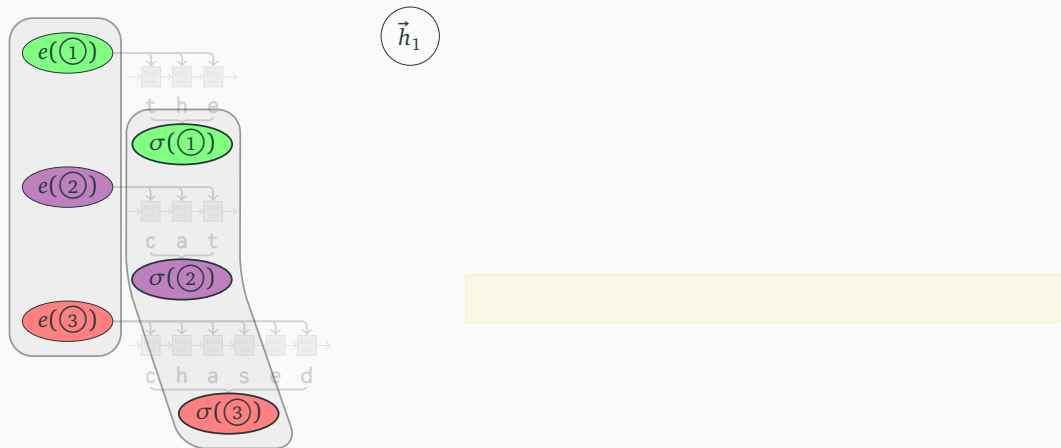 e(①)
h⃗₁
t h e
σ(①)
e(②)
c a t
σ(②)
e(③)
c h a s e d
σ(③)